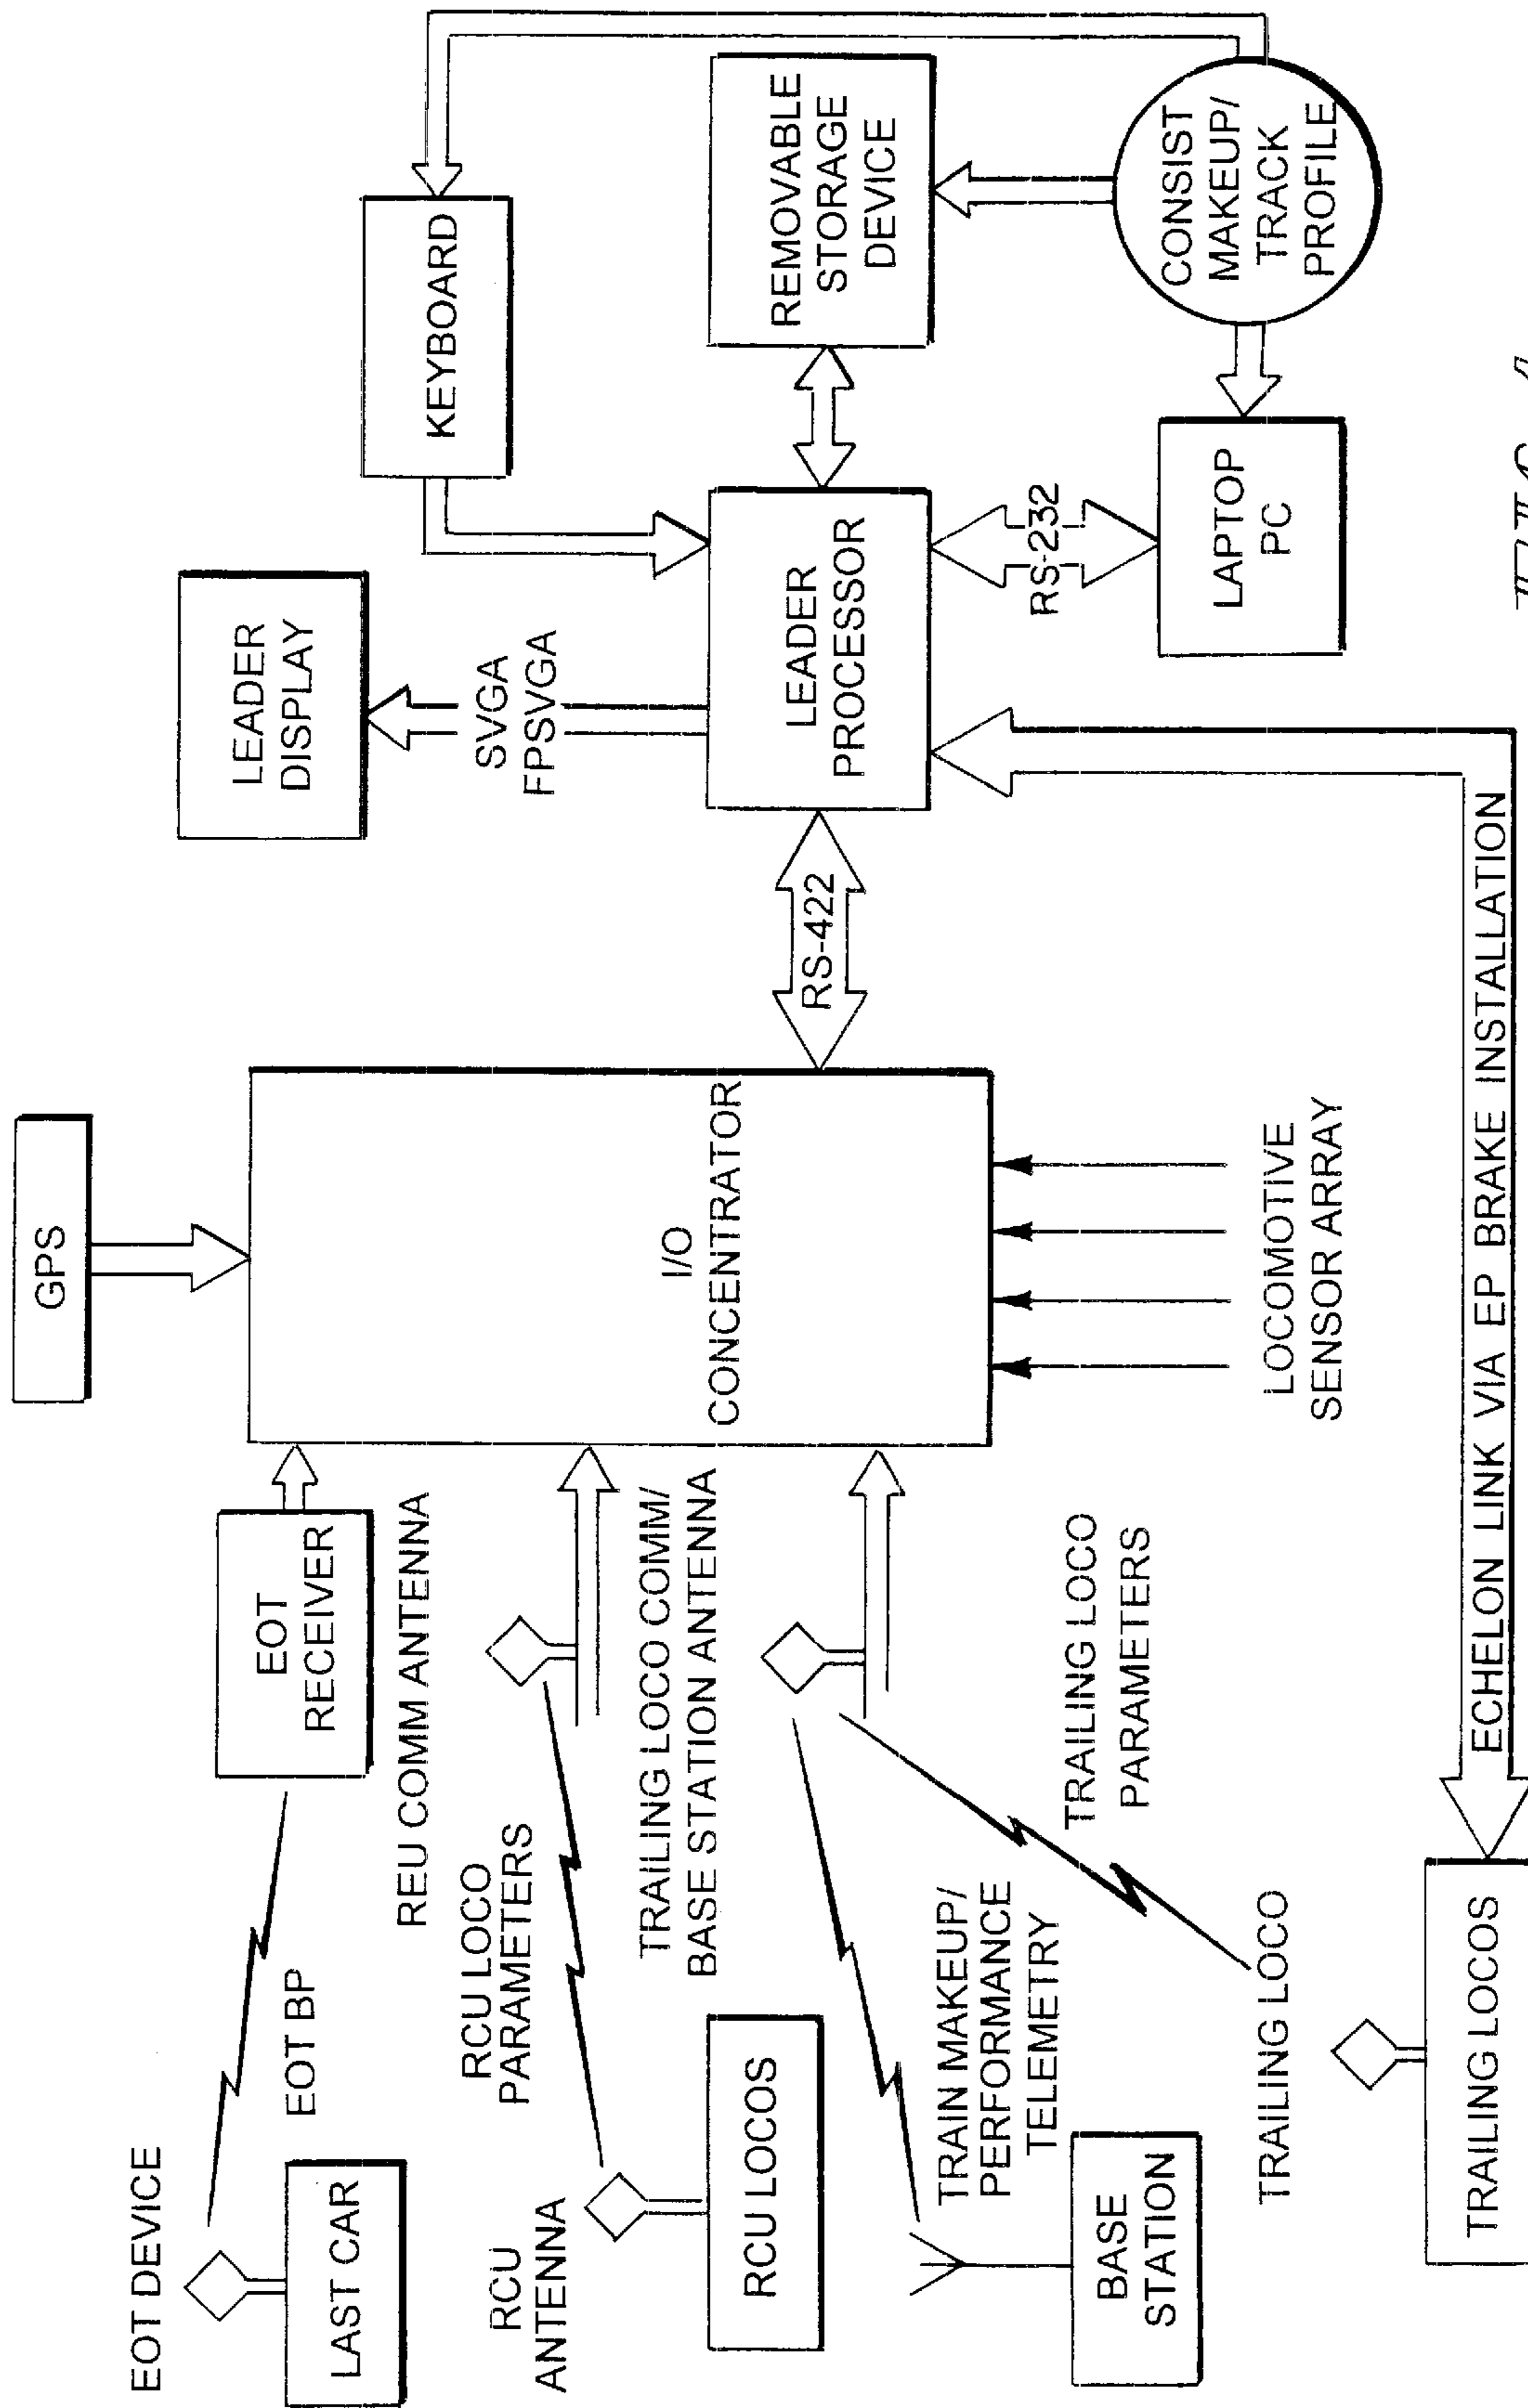 GPS
EOT DEVICE
LAST CAR
EOT BP
EOT
RECEIVER
REU COMM ANTENNA
RCU
ANTENNA
RCU LOCOS
RCU LOCO
PARAMETERS
TRAILING LOCO COMM/
BASE STATION ANTENNA
BASE
STATION
TRAIN MAKEUP/
PERFORMANCE
TELEMETRY
TRAILING LOCO
PARAMETERS
TRAILING LOCO
TRAILING LOCOS
I/O
CONCENTRATOR
LOCOMOTIVE
SENSOR ARRAY
RS-422
LEADER
DISPLAY
SVGA
FPSVGA
LEADER
PROCESSOR
KEYBOARD
REMOVABLE
STORAGE
DEVICE
RS-232
LAPTOP
PC
CONSIST
MAKEUP/
TRACK
PROFILE
ECHELON LINK VIA EP BRAKE INSTALLATION